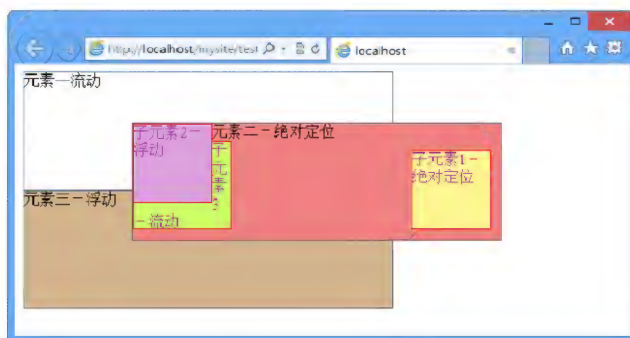 http://localhost/mysite/test
localhost
元素一流动
子元素2－
浮动
元素二－绝对定位
子
元
素
3
－流动
子元素1－
绝对定位
元素三－浮动